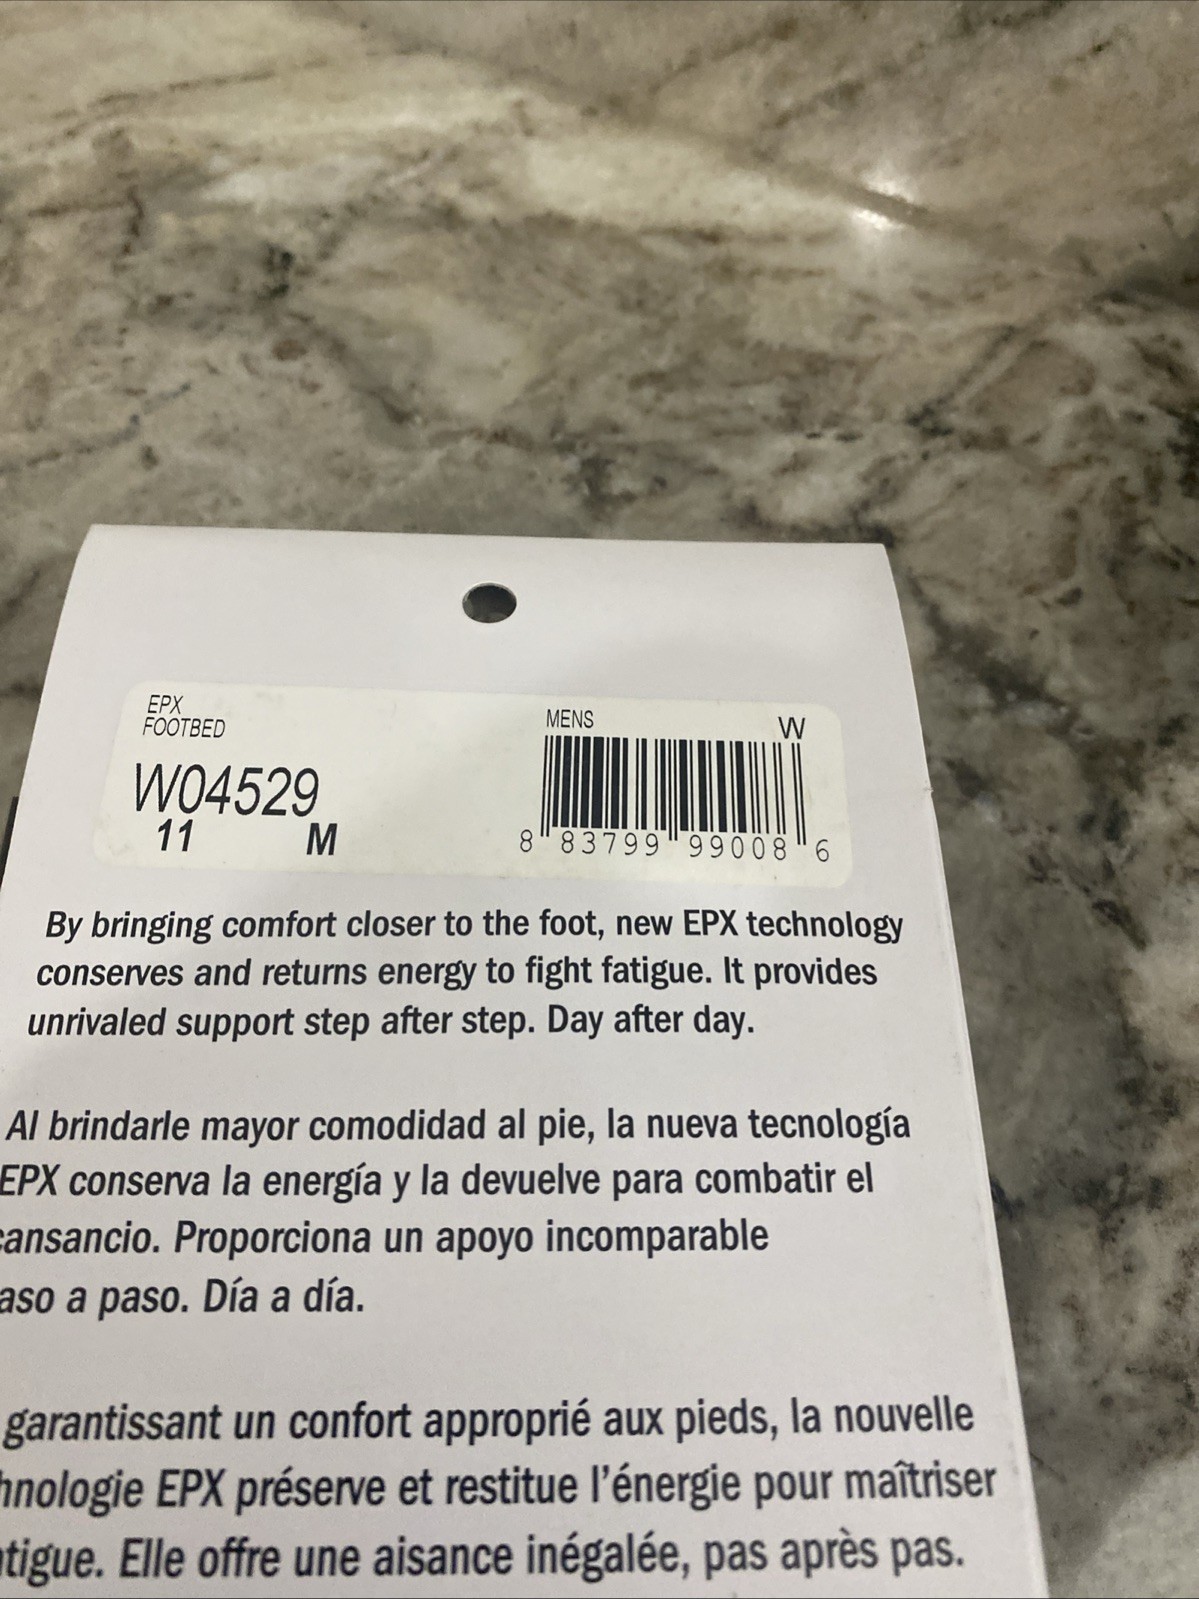 EPX
FOOTBED
MENS W
W04529
11 M
8 83799 99008 6
By bringing comfort closer to the foot, new EPX technology
conserves and returns energy to fight fatigue. It provides
unrivaled support step after step. Day after day.
Al brindarle mayor comodidad al pie, la nueva tecnología
EPX conserva la energía y la devuelve para combatir el
cansancio. Proporciona un apoyo incomparable
aso a paso. Día a día.
garantissant un confort approprié aux pieds, la nouvelle
hnologie EPX préserve et restitue l'énergie pour maîtriser
atigue. Elle offre une aisance inégalée, pas après pas.